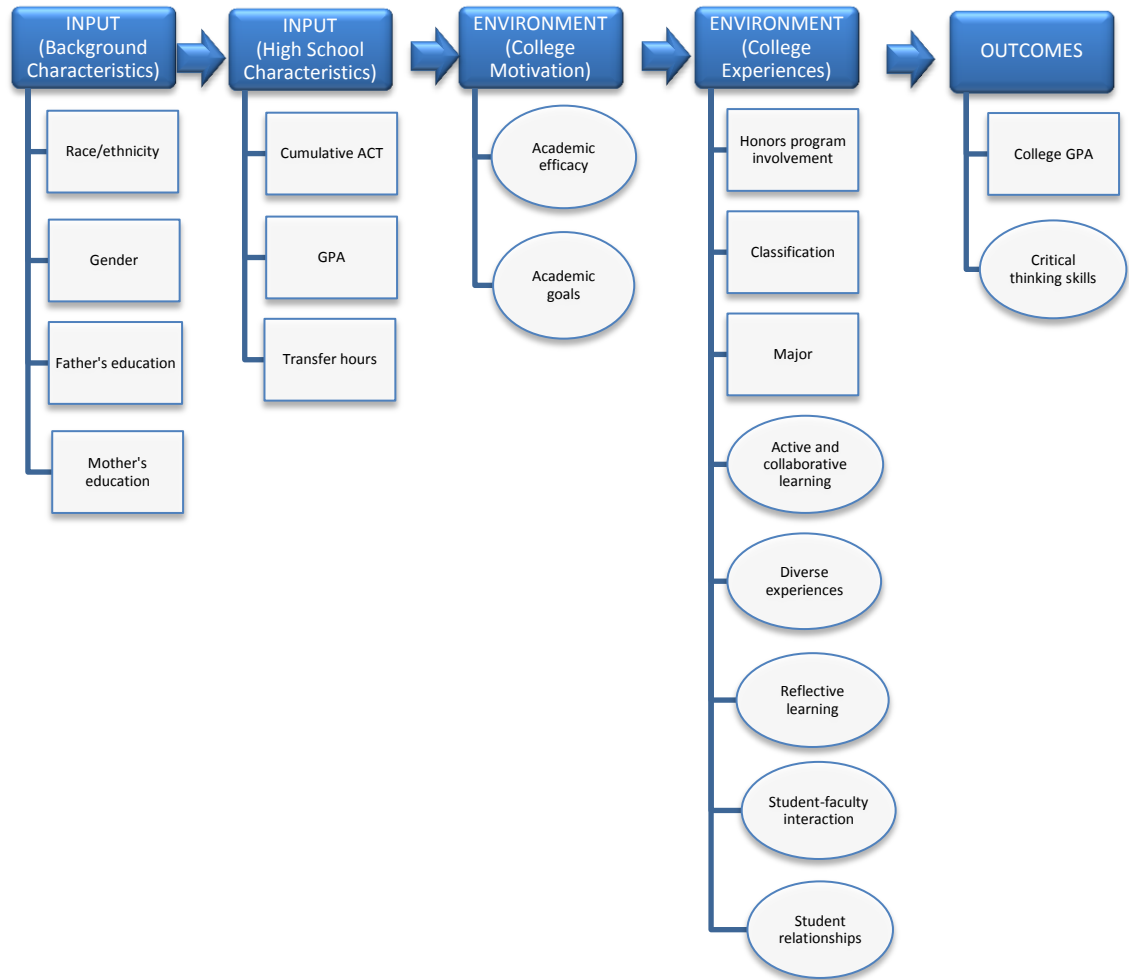 INPUT
(Background
Characteristics)
Race/ethnicity
Gender
Father's education
Mother's
education
INPUT
(High School
Characteristics)
Cumulative ACT
GPA
Transfer hours
ENVIRONMENT
(College
Motivation)
Academic
efficacy
Academic
goals
ENVIRONMENT
(College
Experiences)
Honors program
involvement
Classification
Major
Active and
collaborative
learning
Diverse
experiences
Reflective
learning
Student-faculty
interaction
Student
relationships
OUTCOMES
College GPA
Critical
thinking skills